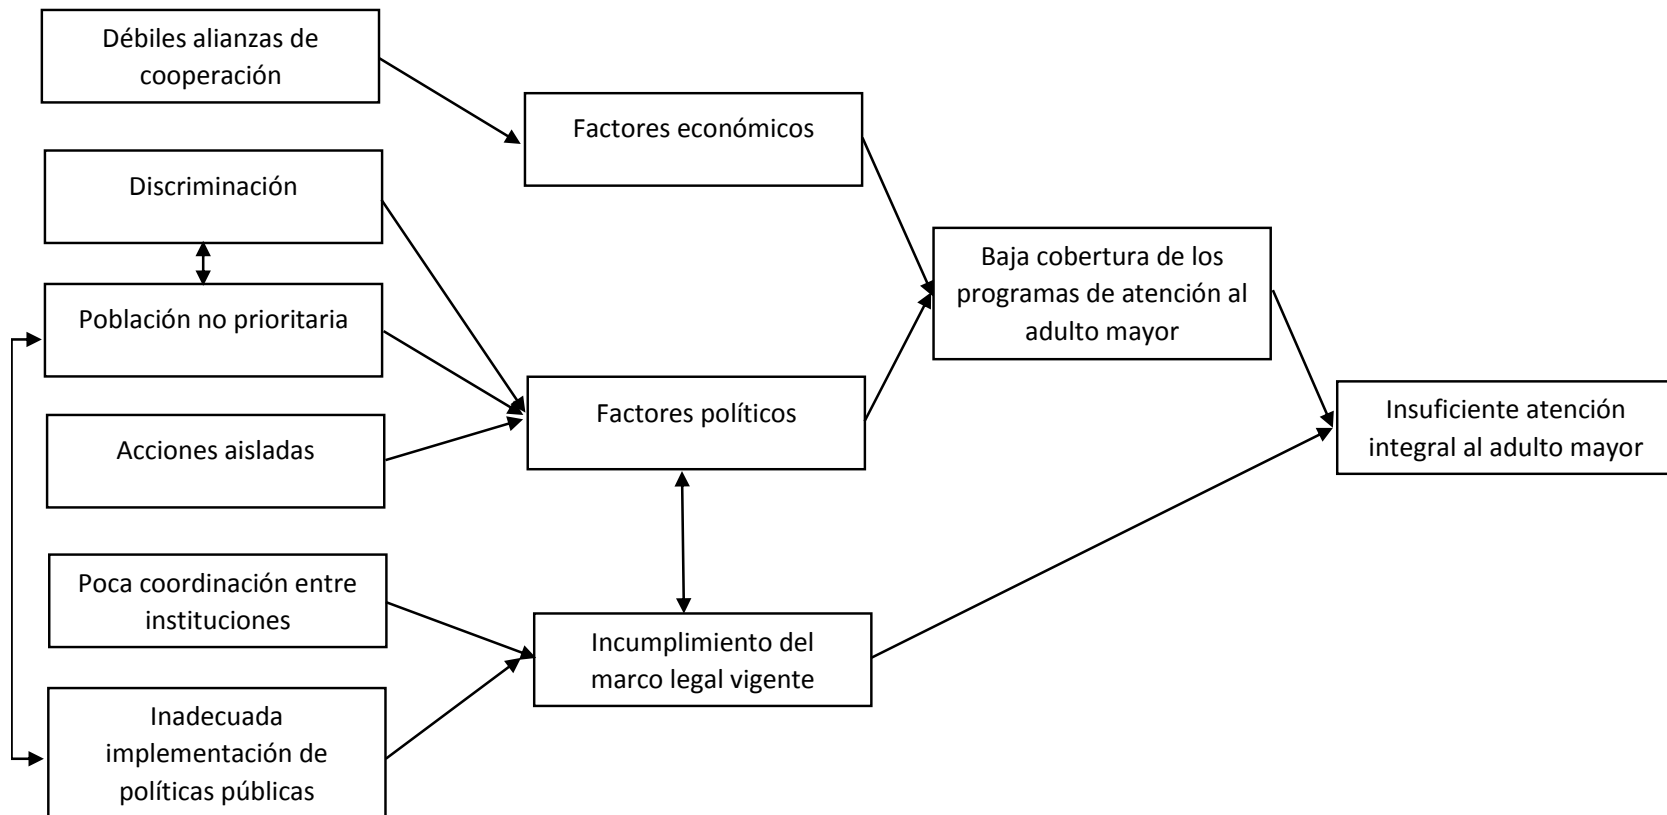 Débiles alianzas de
cooperación
Factores económicos
Discriminación
Baja cobertura de los
programas de atención al
adulto mayor
Población no prioritaria
Factores políticos
Insuficiente atención
integral al adulto mayor
Acciones aisladas
Poca coordinación entre
instituciones
Incumplimiento del
marco legal vigente
Inadecuada
implementación de
políticas públicas